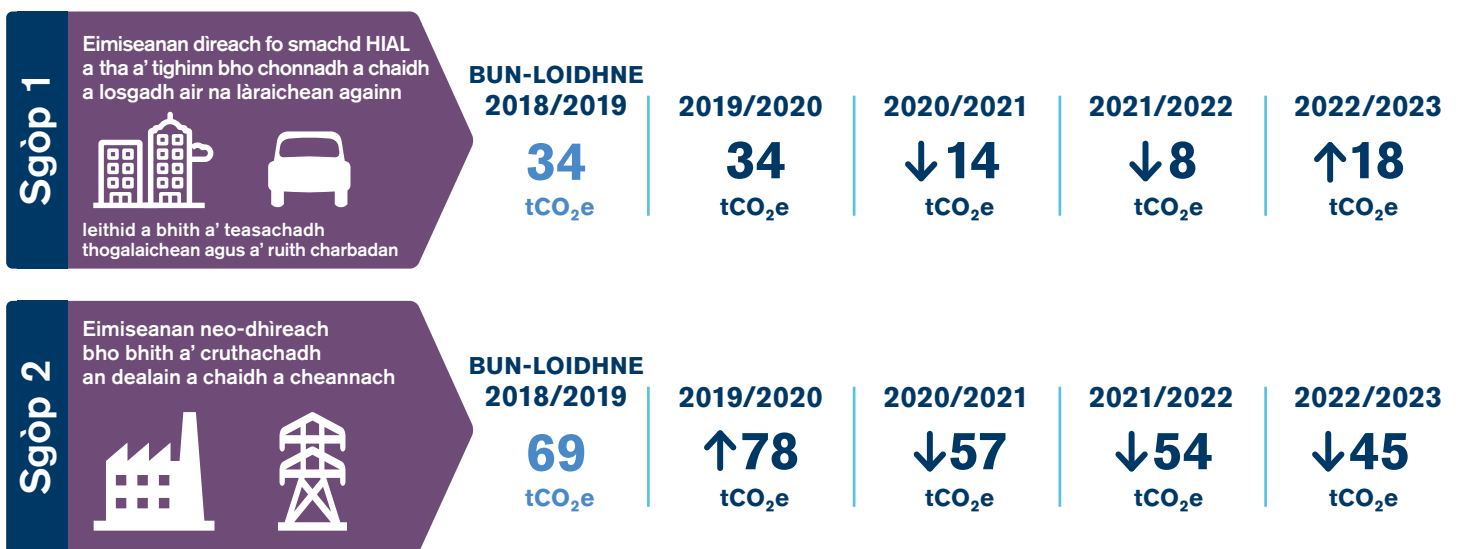 Sgòp 1
Eimiseanan dìreach fo smachd HIAL
a tha a’ tighinn bho chonnadh a chaidh
a losgadh air na làraichean againn
leithid a bhith a’ teasachadh
thogalaichean agus a’ ruith charbadan
BUN-LOIDHNE
2018/2019
34
tCO₂e
2019/2020
34
tCO₂e
2020/2021
↓14
tCO₂e
2021/2022
↓8
tCO₂e
2022/2023
↑18
tCO₂e
Sgòp 2
Eimiseanan neo-dhìreach
bho bhith a’ cruthachadh
an dealain a chaidh a cheannach
BUN-LOIDHNE
2018/2019
69
tCO₂e
2019/2020
↑78
tCO₂e
2020/2021
↓57
tCO₂e
2021/2022
↓54
tCO₂e
2022/2023
↓45
tCO₂e